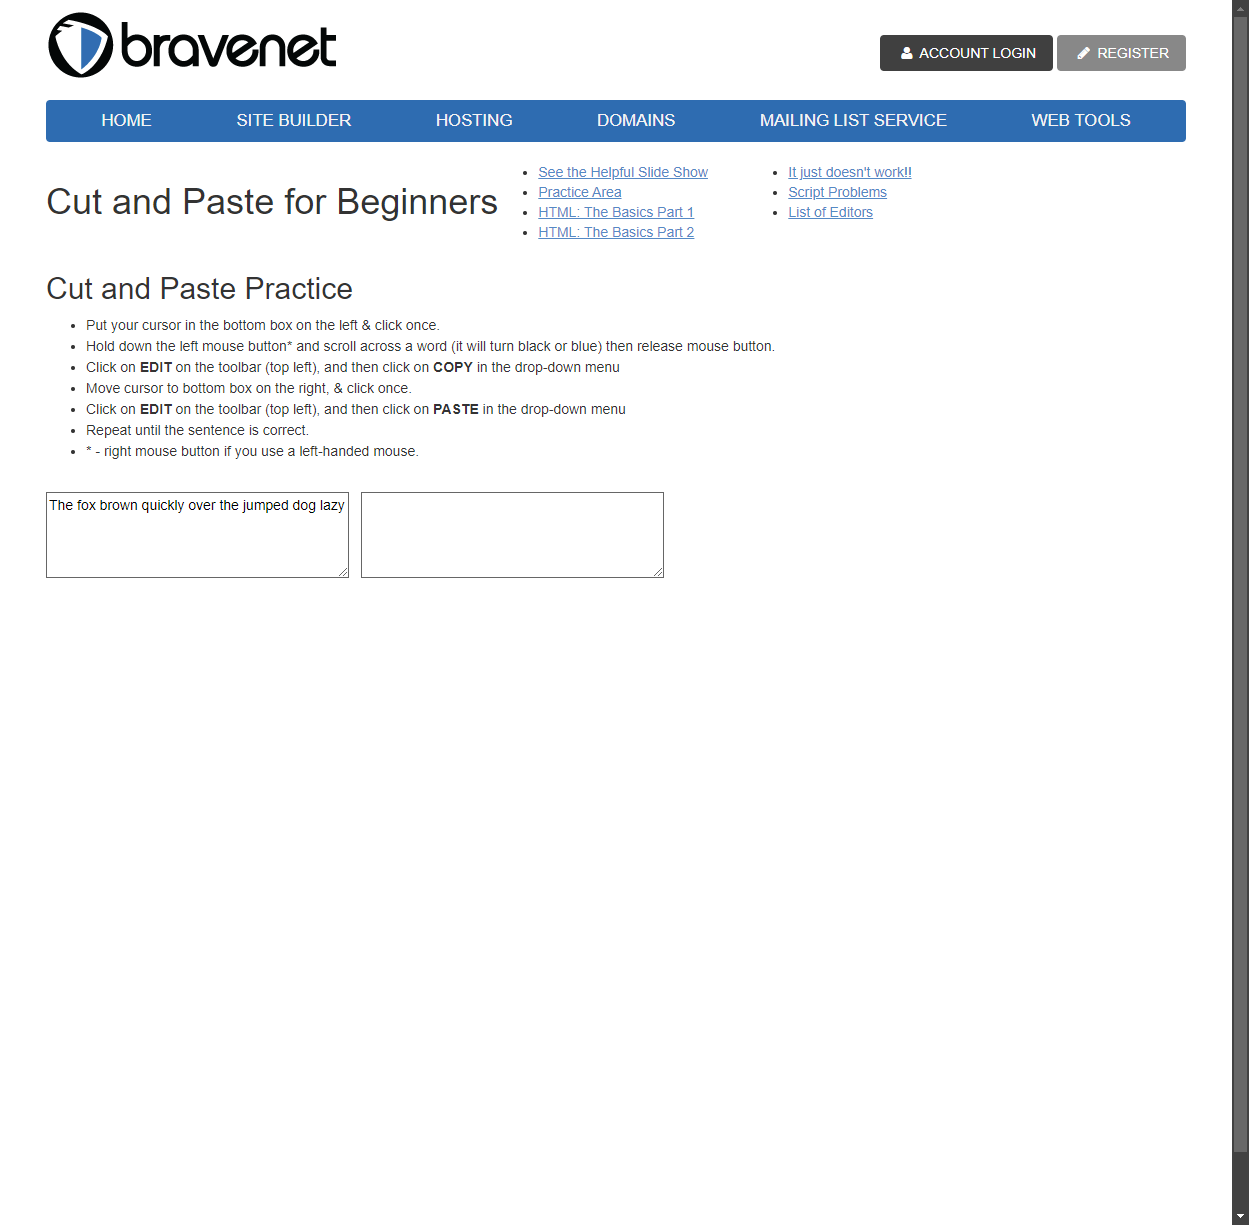 bravenet
ACCOUNT LOGIN
REGISTER
HOME
SITE BUILDER
HOSTING
DOMAINS
MAILING LIST SERVICE
WEB TOOLS
Cut and Paste for Beginners
See the Helpful Slide Show
Practice Area
HTML: The Basics Part 1
HTML: The Basics Part 2
It just doesn't work!!
Script Problems
List of Editors
Cut and Paste Practice
Put your cursor in the bottom box on the left & click once.
Hold down the left mouse button* and scroll across a word (it will turn black or blue) then release mouse button.
Click on EDIT on the toolbar (top left), and then click on COPY in the drop-down menu
Move cursor to bottom box on the right, & click once.
Click on EDIT on the toolbar (top left), and then click on PASTE in the drop-down menu
Repeat until the sentence is correct.
* - right mouse button if you use a left-handed mouse.
The fox brown quickly over the jumped dog lazy